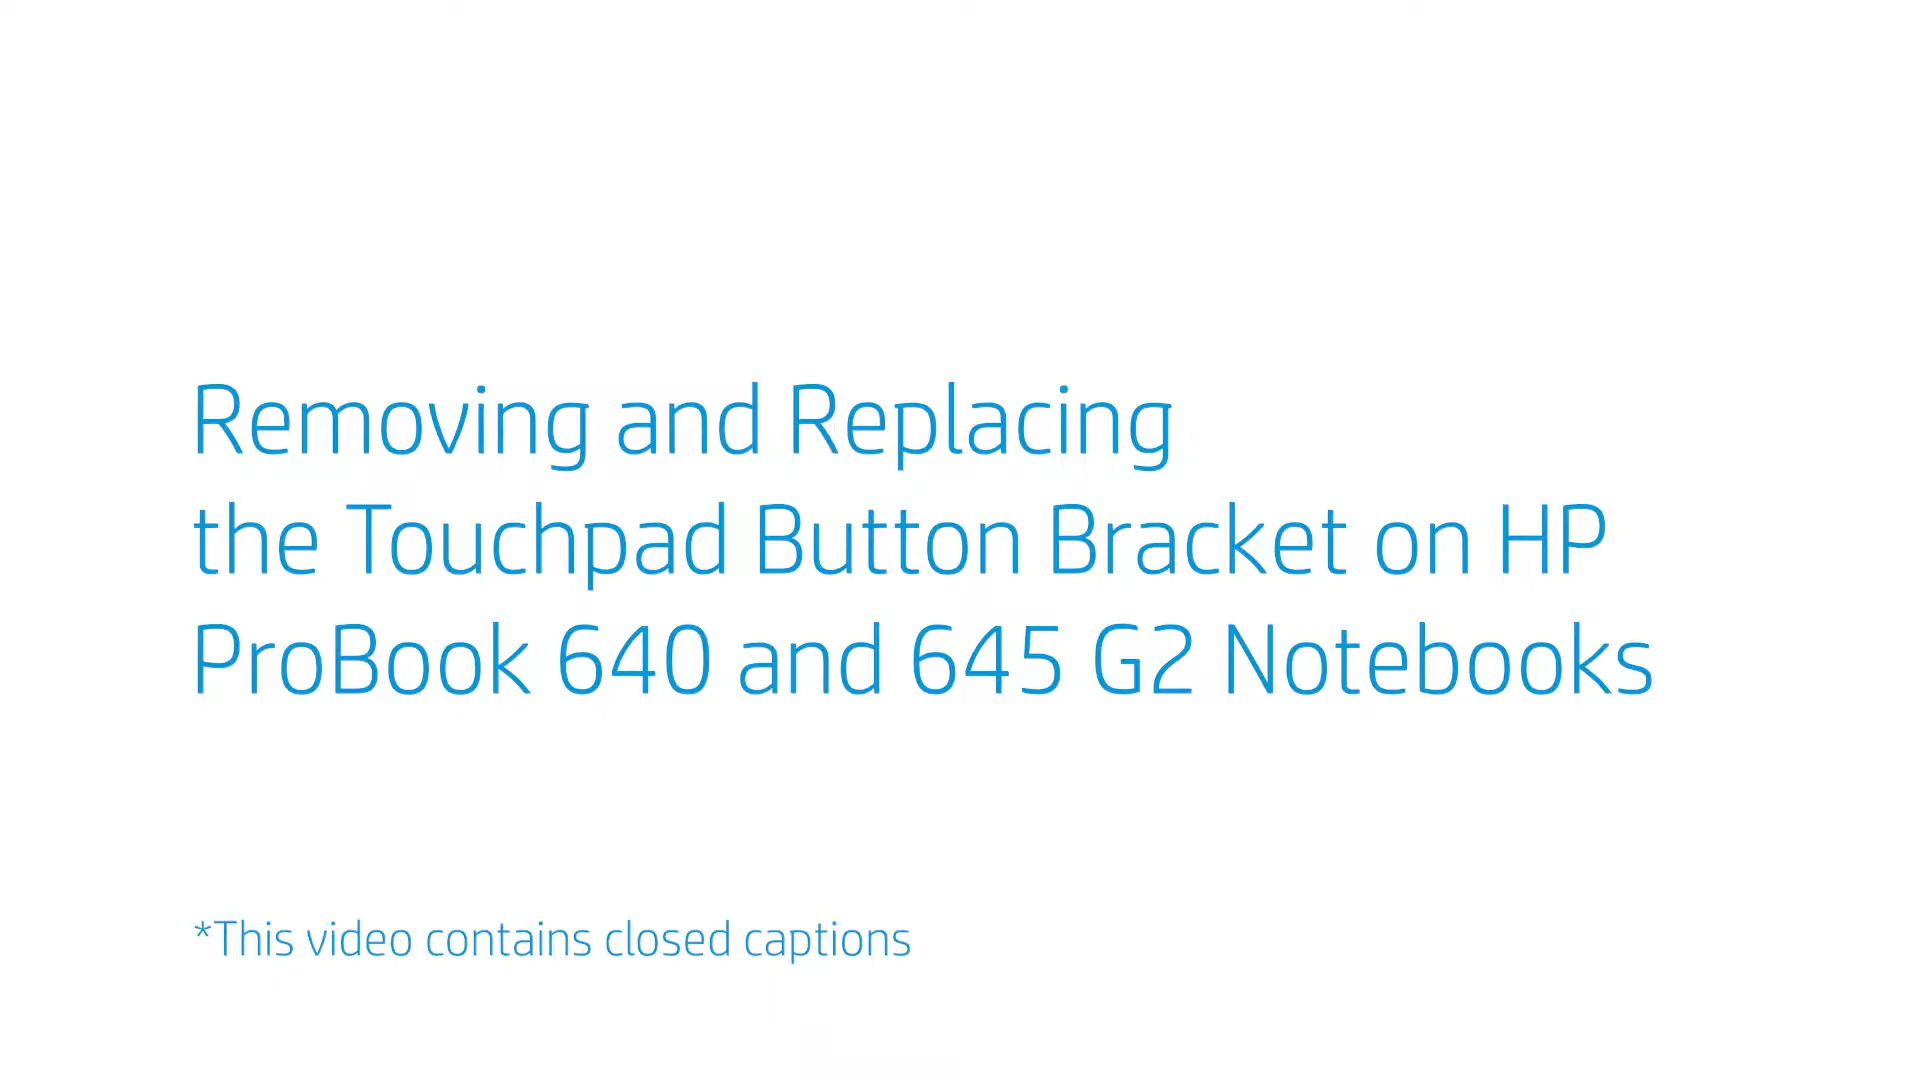 Removing and Replacing
the Touchpad Button Bracket on HP
ProBook 640 and 645 G2 Notebooks
*This video contains closed captions